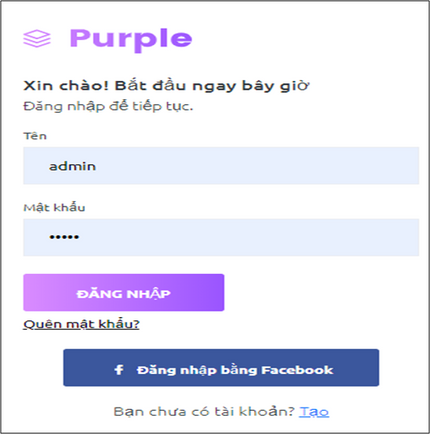 Purple
Xin chào! Bắt đầu ngay bây giờ
Đăng nhập để tiếp tục.
Tên
admin
Mật khẩu
•••••
ĐĂNG NHẬP
Quên mật khẩu?
f Đăng nhập bằng Facebook
Bạn chưa có tài khoản? Tạo